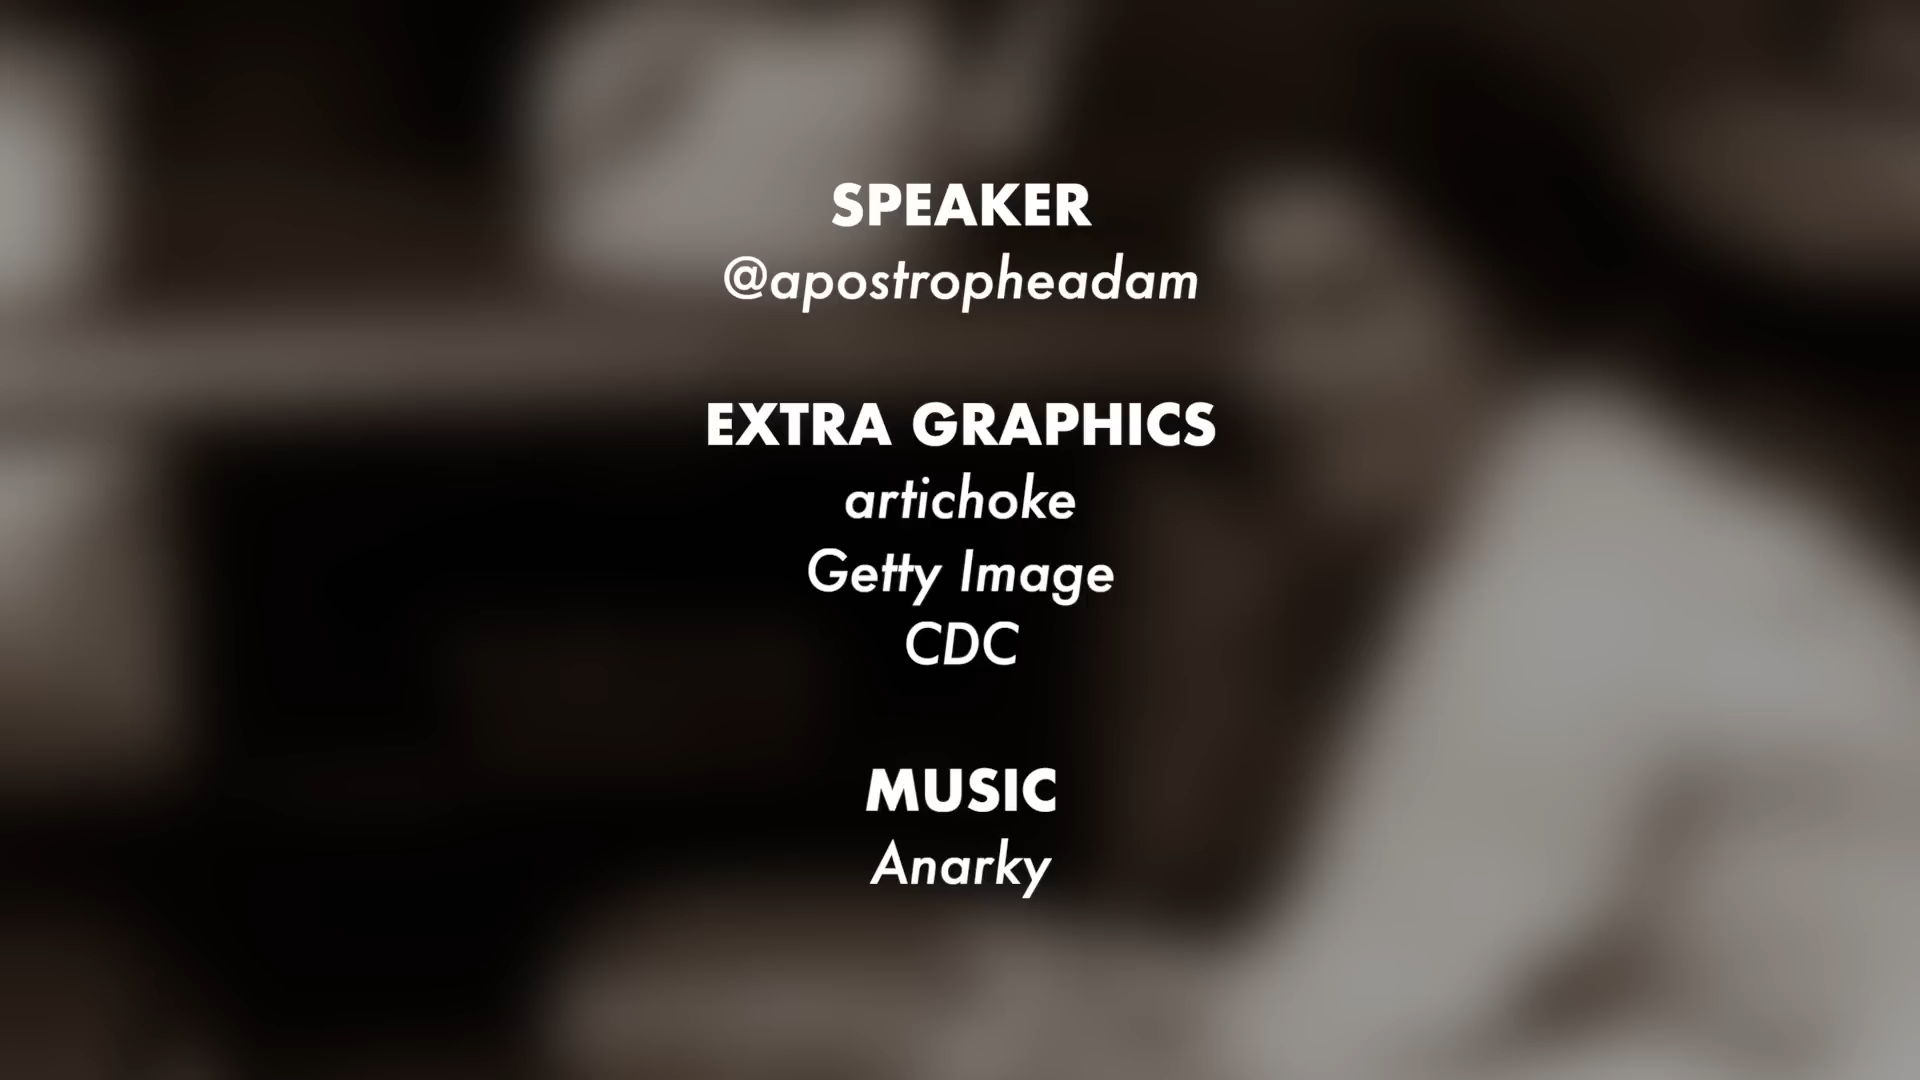 SPEAKER
@apostropheadam
EXTRA GRAPHICS
artichoke
Getty Image
CDC
MUSIC
Anarky